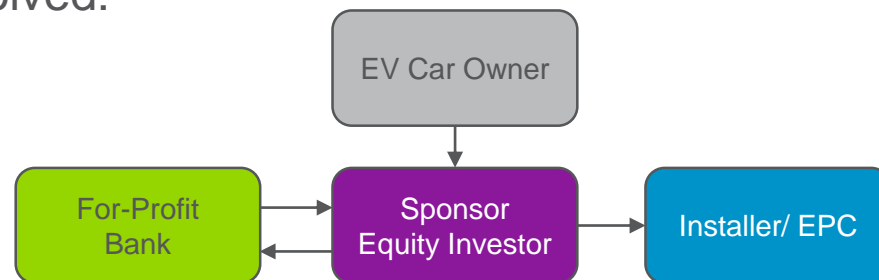 EV Car Owner
For-Profit
Bank
Sponsor
Equity Investor
Installer/ EPC